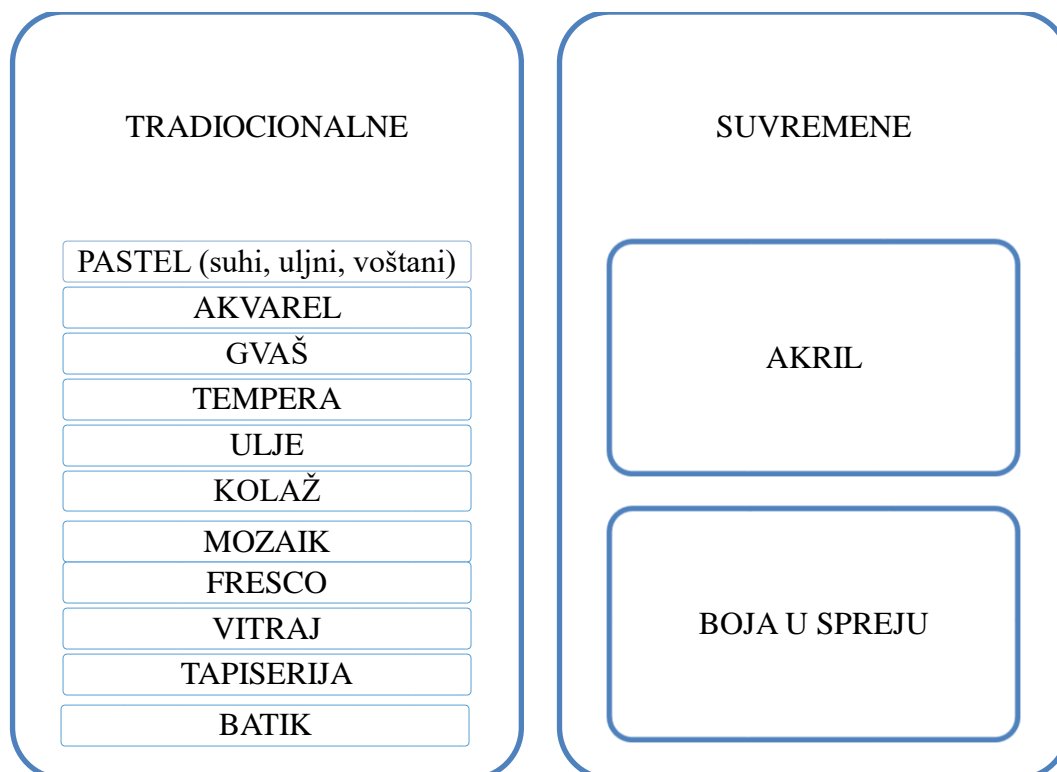 TRADIOCIONALNE
PASTEL (suhi, uljni, voštani)
AKVAREL
GVAŠ
TEMPERA
ULJE
KOLAŽ
MOZAIK
FRESCO
VITRAJ
TAPISERIJA
BATIK
SUVREMENE
AKRIL
BOJA U SPREJU